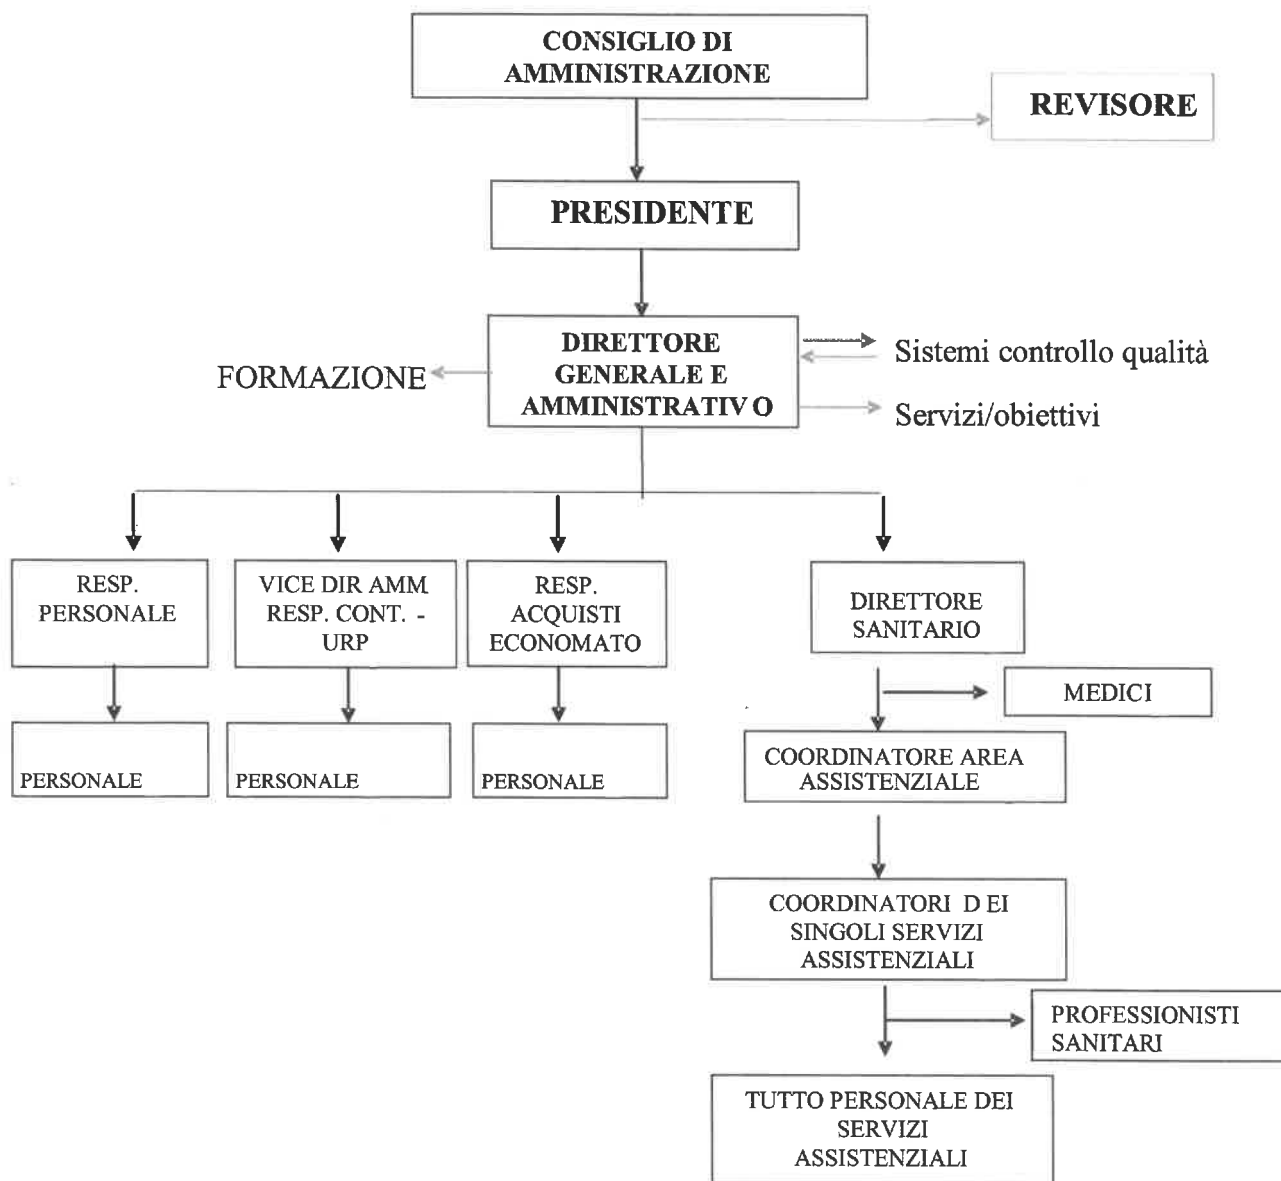 CONSIGLIO DI
AMMINISTRAZIONE
REVISORE
PRESIDENTE
DIRETTORE
GENERALE E
AMMINISTRATIV O
FORMAZIONE
Sistemi controllo qualità
Servizi/obiettivi
RESP.
PERSONALE
VICE DIR AMM
RESP. CONT. -
URP
RESP.
ACQUISTI
ECONOMATO
DIRETTORE
SANITARIO
MEDICI
PERSONALE
PERSONALE
PERSONALE
COORDINATORE AREA
ASSISTENZIALE
COORDINATORI D EI
SINGOLI SERVIZI
ASSISTENZIALI
PROFESSIONISTI
SANITARI
TUTTO PERSONALE DEI
SERVIZI
ASSISTENZIALI